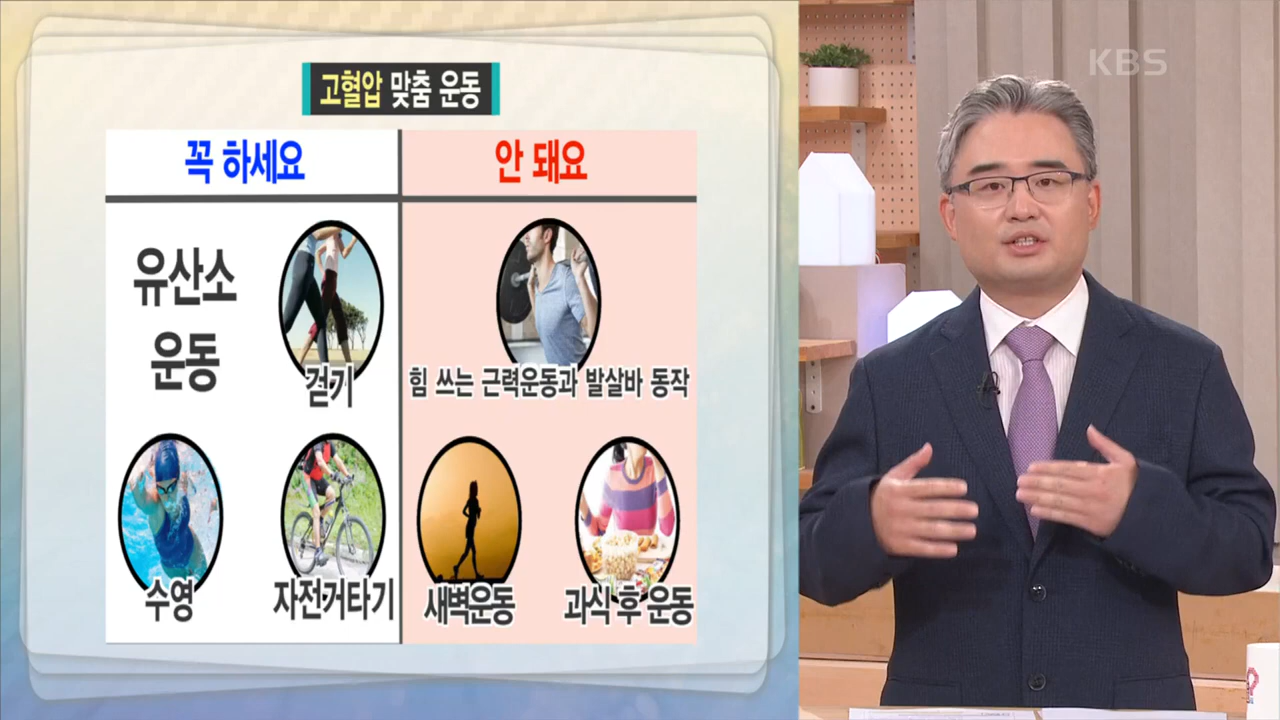 고혈압 맞춤 운동
꼭 하세요
안 돼요
유산소
운동
걷기
수영
자전거타기
힘 쓰는 근력운동과 발살바 동작
새벽운동
과식 후 운동
KBS